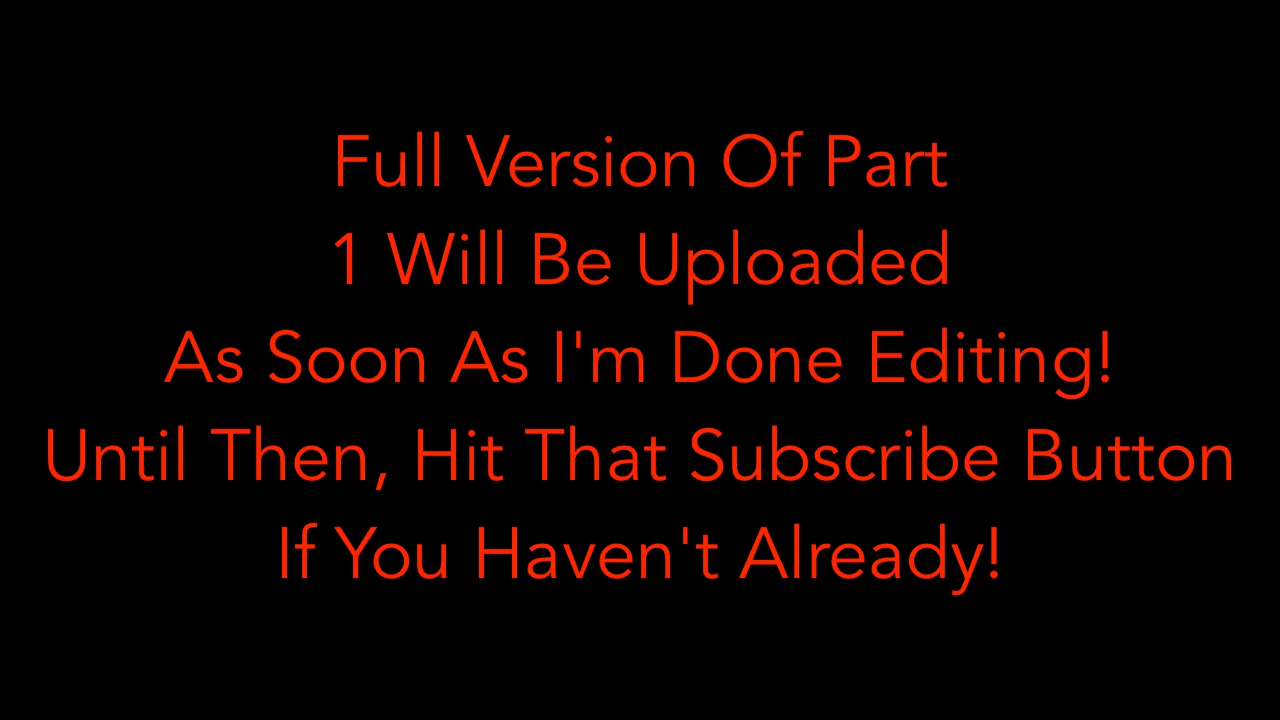 Full Version Of Part
1 Will Be Uploaded
As Soon As I'm Done Editing!
Until Then, Hit That Subscribe Button
If You Haven't Already!